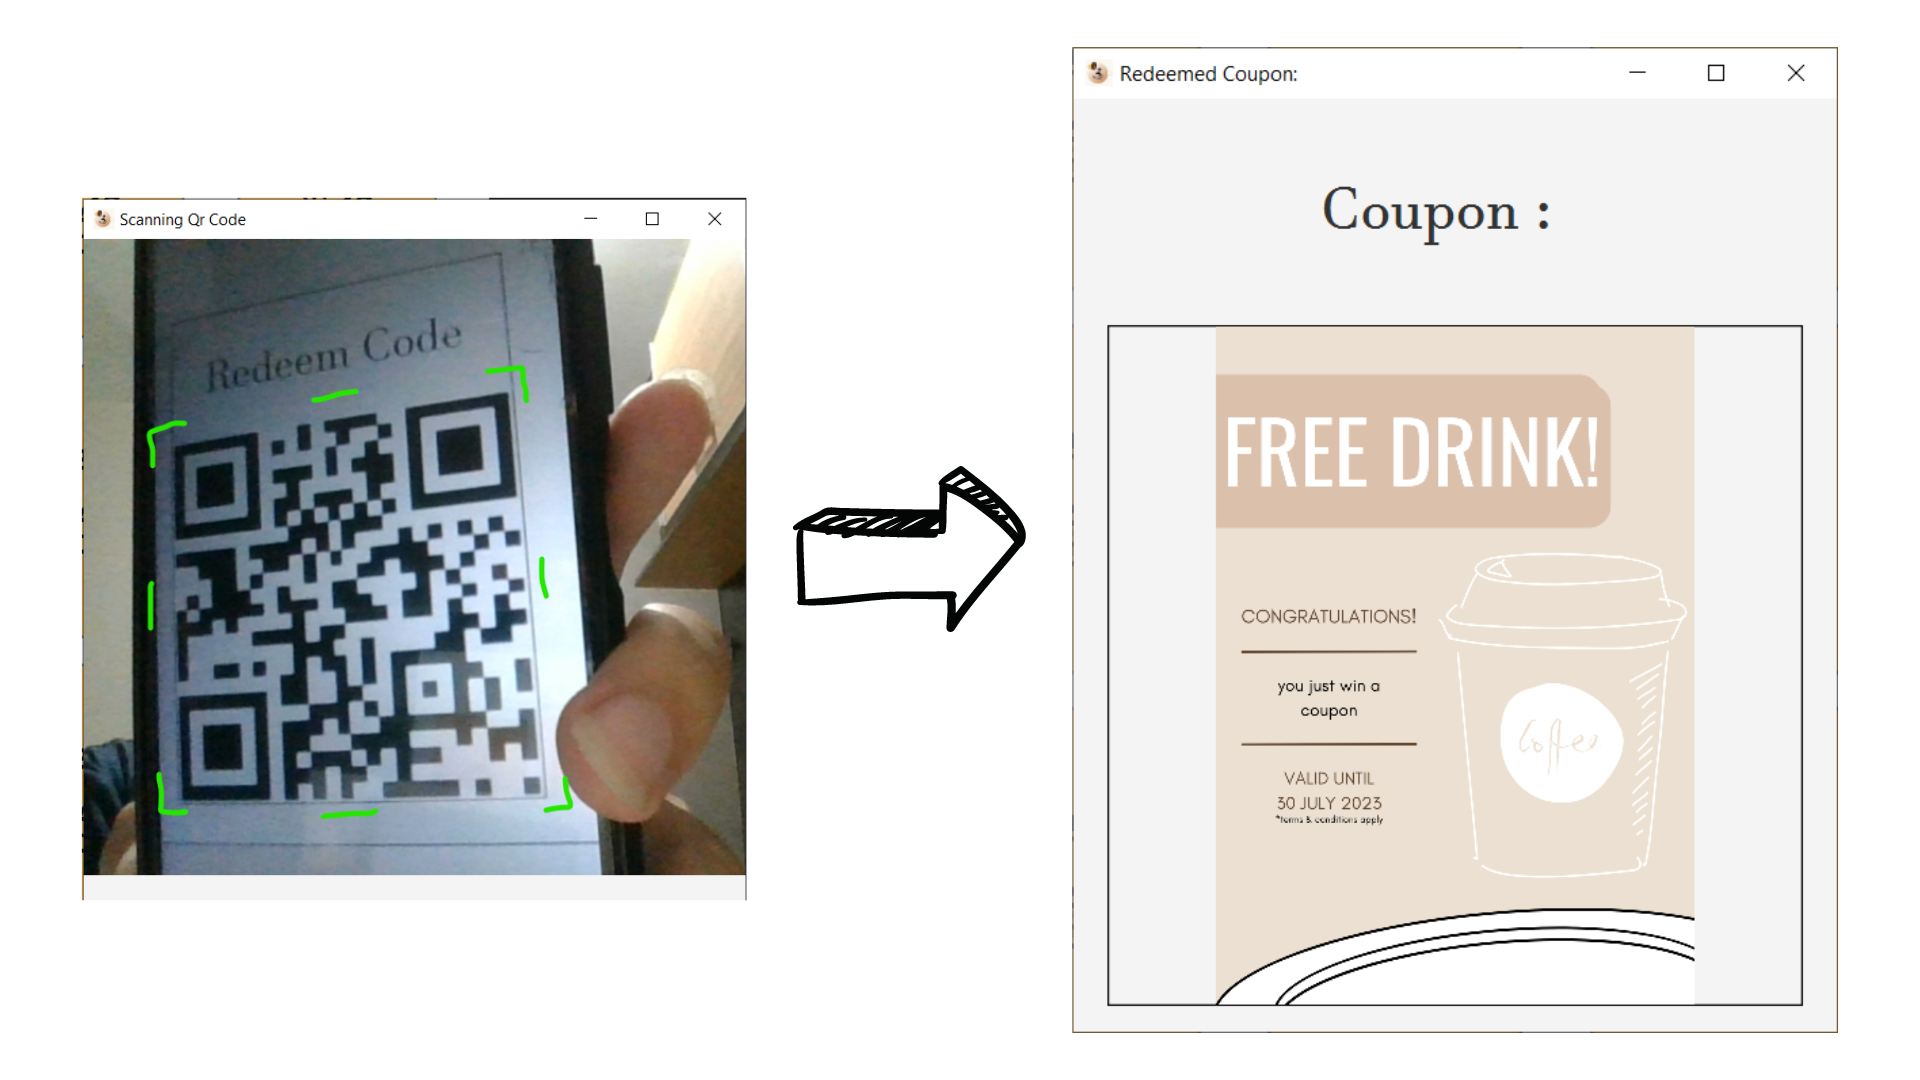 Scanning Qr Code
Redeem Code
Redeemed Coupon:
Coupon :
FREE DRINK!
CONGRATULATIONS!
you just win a
coupon
VALID UNTIL
30 JULY 2023
*terms & conditions apply
Coffee